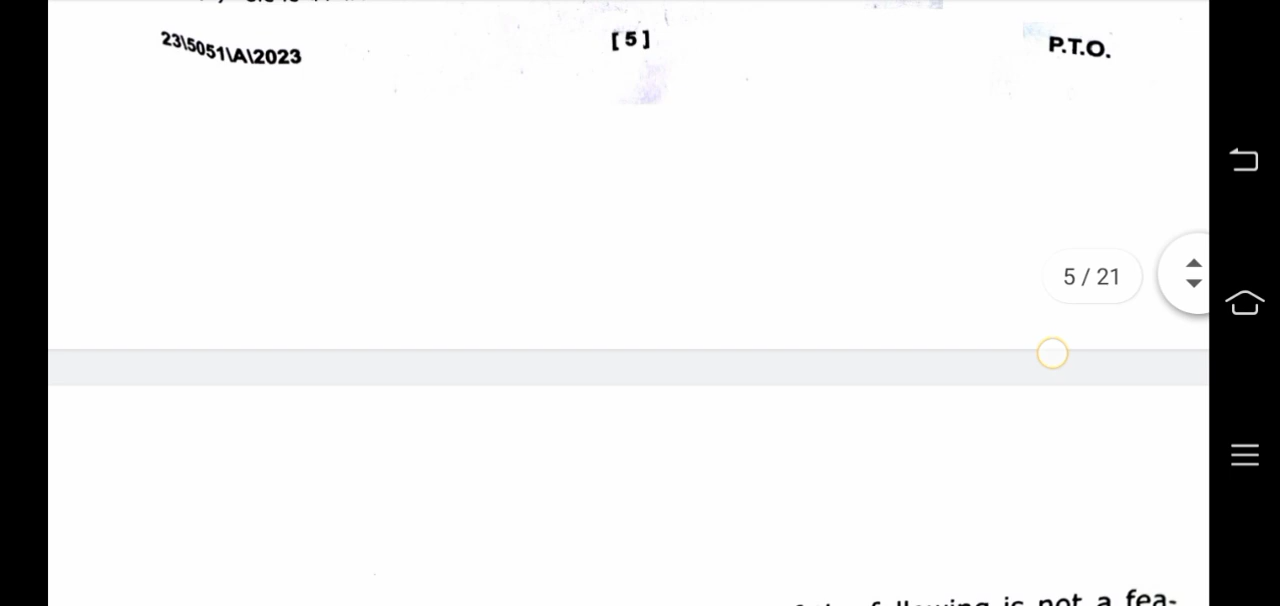 23\5051\A\2023 [ 5 ] P.T.O.
5 / 21
following is not a fea-